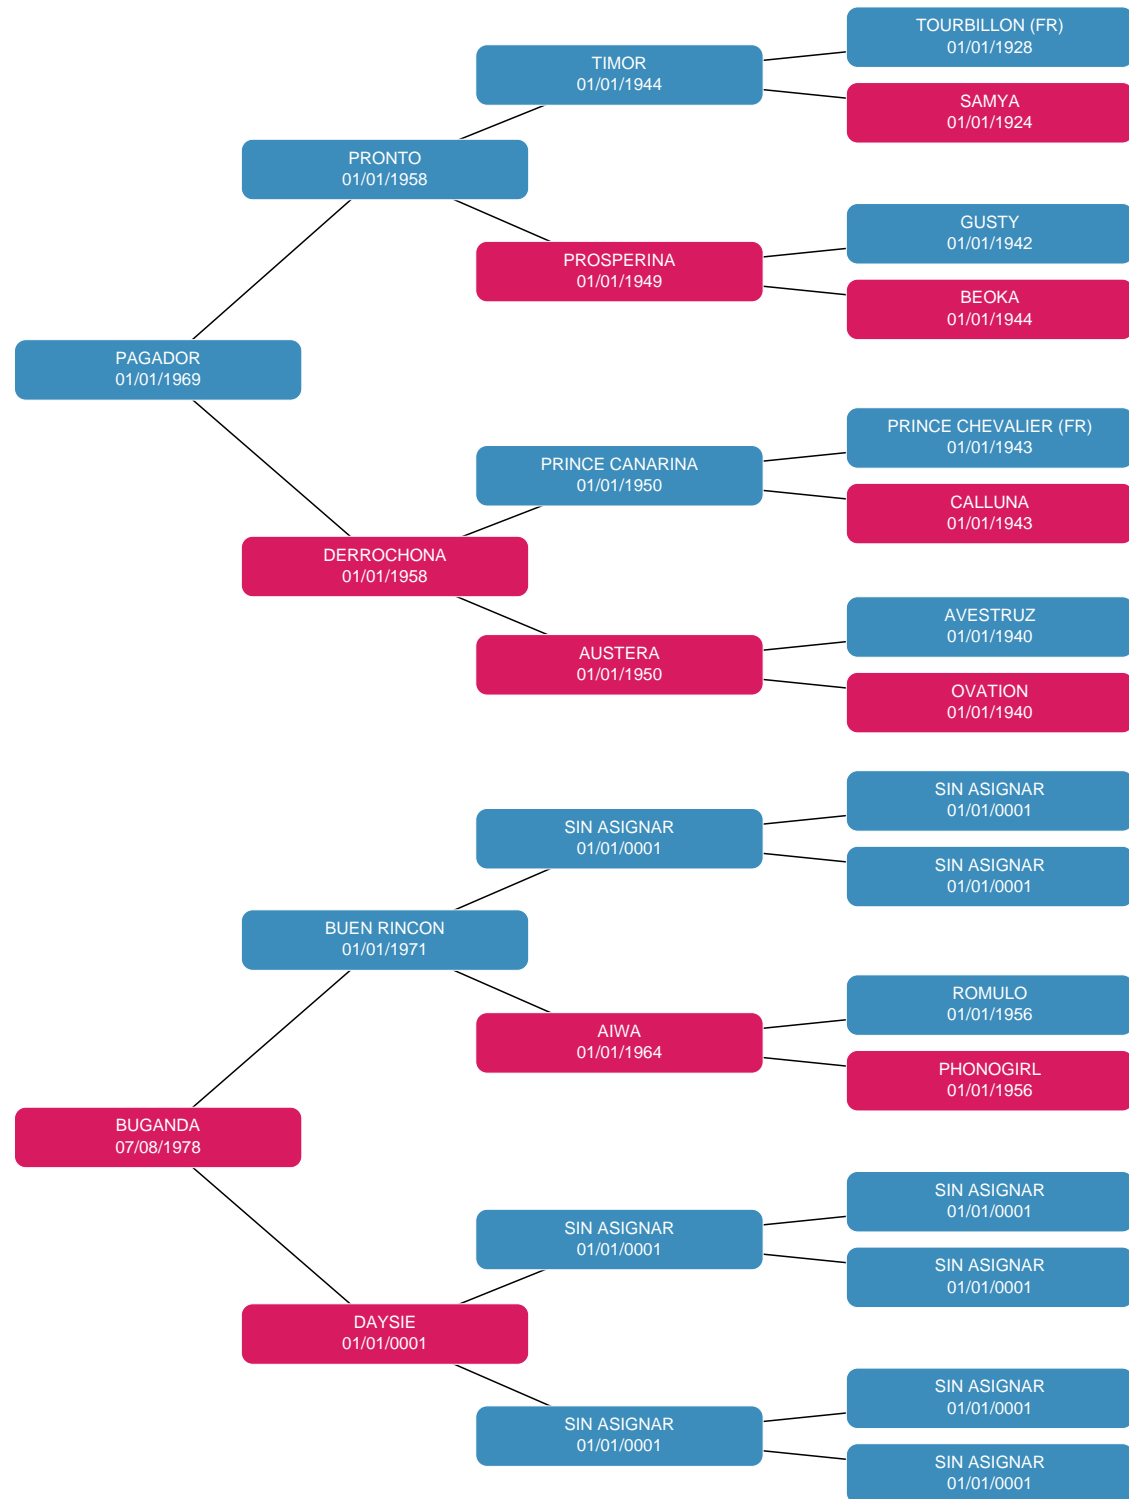 TOURBILLON (FR)
01/01/1928
TIMOR
01/01/1944
SAMYA
01/01/1924
PRONTO
01/01/1958
GUSTY
01/01/1942
PROSPERINA
01/01/1949
BEOKA
01/01/1944
PAGADOR
01/01/1969
PRINCE CHEVALIER (FR)
01/01/1943
PRINCE CANARINA
01/01/1950
CALLUNA
01/01/1943
DERROCHONA
01/01/1958
AVESTRUZ
01/01/1940
AUSTERA
01/01/1950
OVATION
01/01/1940
SIN ASIGNAR
01/01/0001
SIN ASIGNAR
01/01/0001
SIN ASIGNAR
01/01/0001
BUEN RINCON
01/01/1971
ROMULO
01/01/1956
AIWA
01/01/1964
PHONOGIRL
01/01/1956
BUGANDA
07/08/1978
SIN ASIGNAR
01/01/0001
SIN ASIGNAR
01/01/0001
SIN ASIGNAR
01/01/0001
DAYSIE
01/01/0001
SIN ASIGNAR
01/01/0001
SIN ASIGNAR
01/01/0001
SIN ASIGNAR
01/01/0001